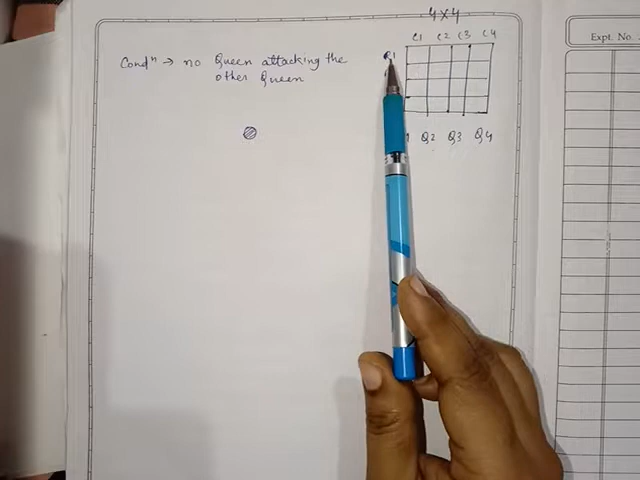 4x4
C1 C2 C3 C4
Condⁿ → no Queen attacking the
other Queen
Q2 Q3 Q4
Expt. No.